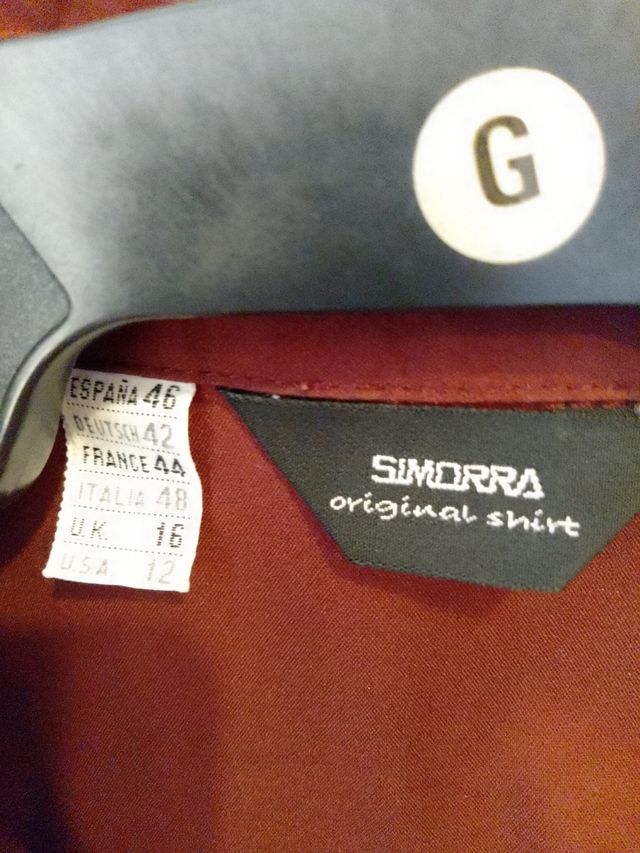 G
ESPAÑA 46
DEUTSCH 42
FRANCE 44
ITALIA 48
U.K. 16
U.S.A. 12
SIMORRA
original shirt